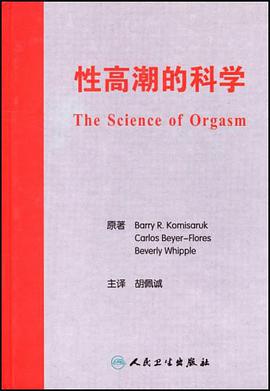 性高潮的科学
The Science of Orgasm
原著 Barry R. Komisaruk
Carlos Beyer-Flores
Beverly Whipple
主译 胡佩诚
人民卫生出版社